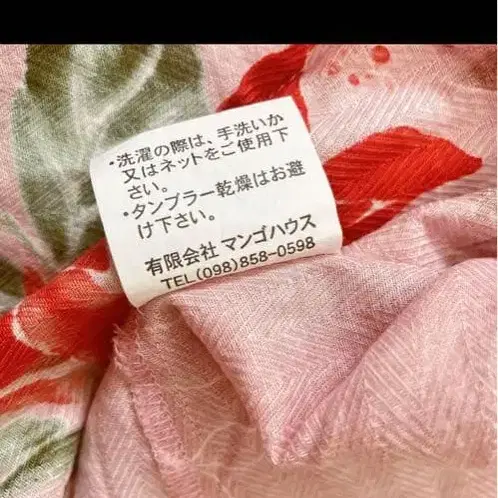 ・洗濯の際は、手洗いか
又はネットをご使用下
さい。
・タンブラー乾燥はお避
け下さい。
有限会社 マンゴハウス
TEL(098)858-0598